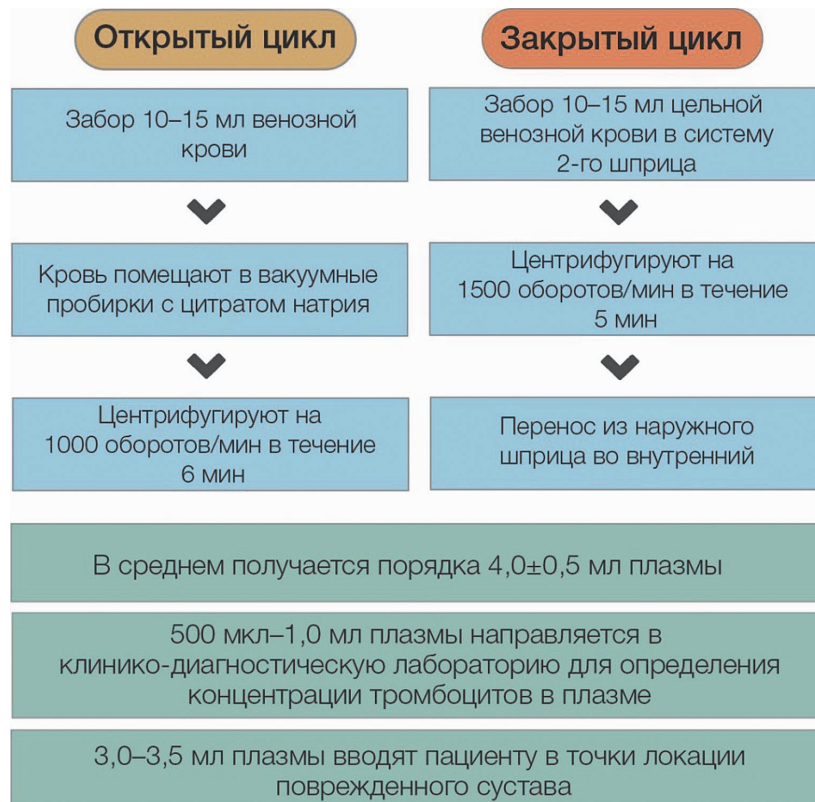 Открытый цикл
Забор 10–15 мл венозной
крови
Кровь помещают в вакуумные
пробирки с цитратом натрия
Центрифугируют на
1000 оборотов/мин в течение
6 мин
Закрытый цикл
Забор 10–15 мл цельной
венозной крови в систему
2-го шприца
Центрифугируют на
1500 оборотов/мин в течение
5 мин
Перенос из наружного
шприца во внутренний
В среднем получается порядка 4,0±0,5 мл плазмы
500 мкл–1,0 мл плазмы направляется в
клинико-диагностическую лабораторию для определения
концентрации тромбоцитов в плазме
3,0–3,5 мл плазмы вводят пациенту в точки локации
поврежденного сустава